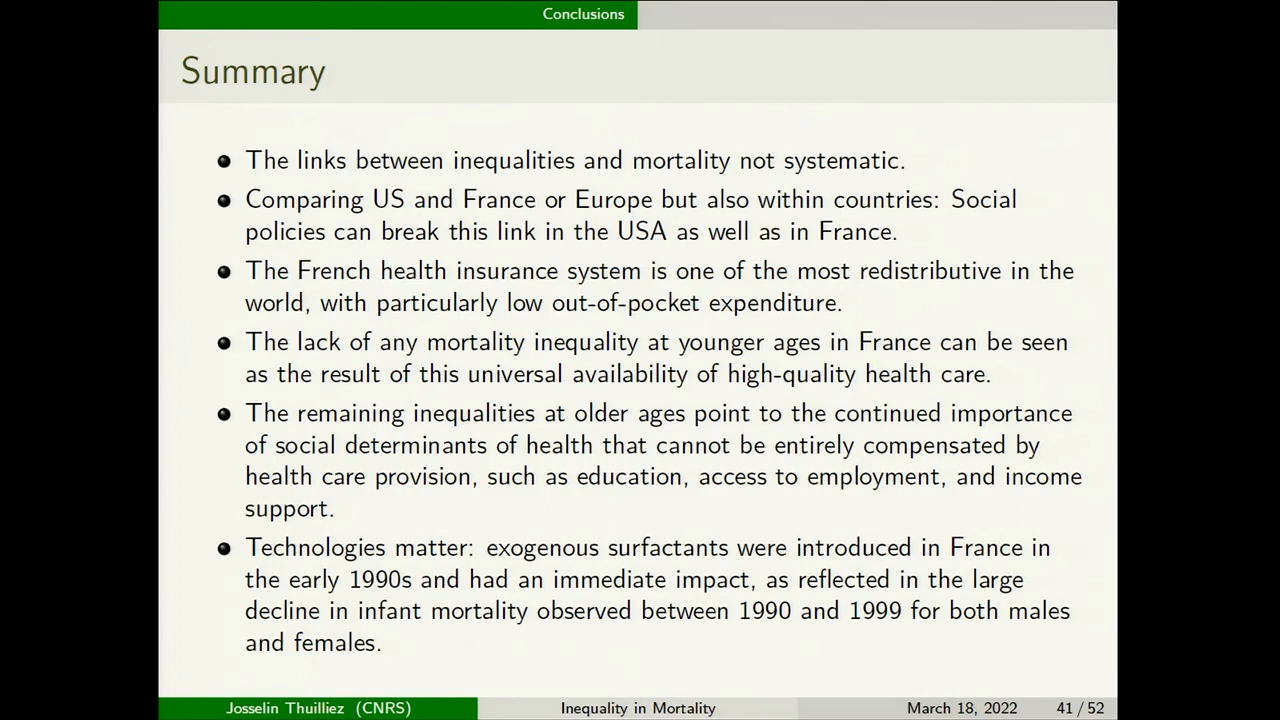 Conclusions
Summary
The links between inequalities and mortality not systematic.
Comparing US and France or Europe but also within countries: Social
policies can break this link in the USA as well as in France.
The French health insurance system is one of the most redistributive in the
world, with particularly low out-of-pocket expenditure.
The lack of any mortality inequality at younger ages in France can be seen
as the result of this universal availability of high-quality health care.
The remaining inequalities at older ages point to the continued importance
of social determinants of health that cannot be entirely compensated by
health care provision, such as education, access to employment, and income
support.
Technologies matter: exogenous surfactants were introduced in France in
the early 1990s and had an immediate impact, as reflected in the large
decline in infant mortality observed between 1990 and 1999 for both males
and females.
Josselin Thuilliez (CNRS) Inequality in Mortality March 18, 2022 41 / 52